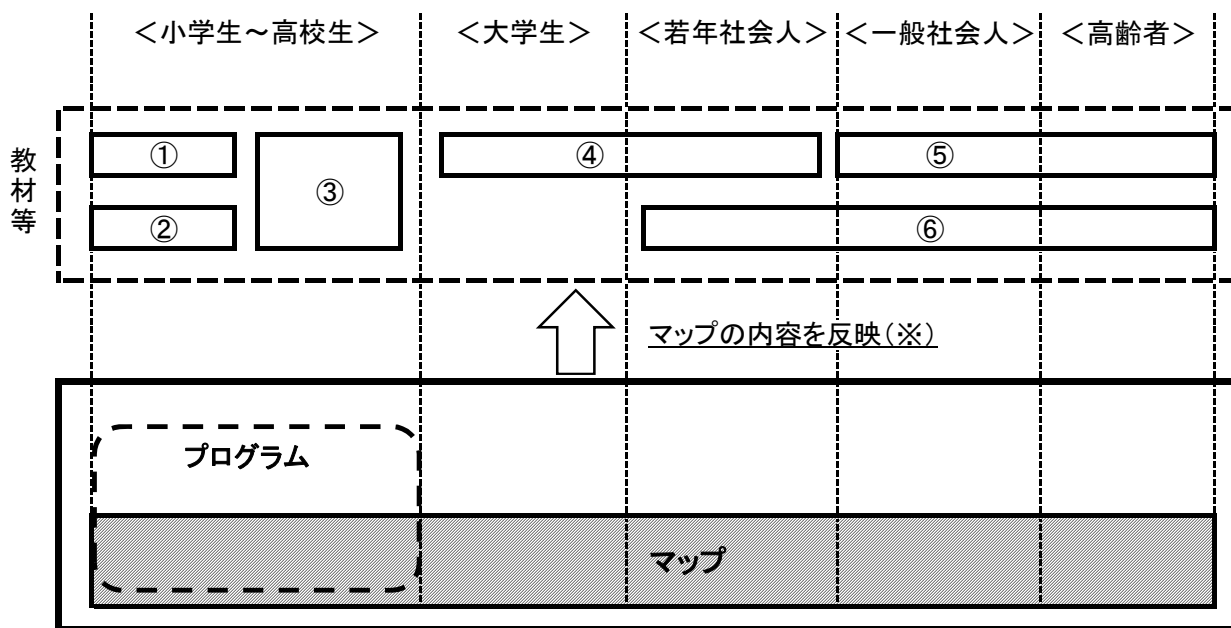 ＜小学生～高校生＞ ＜大学生＞ ＜若年社会人＞ ＜一般社会人＞ ＜高齢者＞
教材等
① ④ ⑤
③
② ⑥
マップの内容を反映（※）
プログラム
マップ